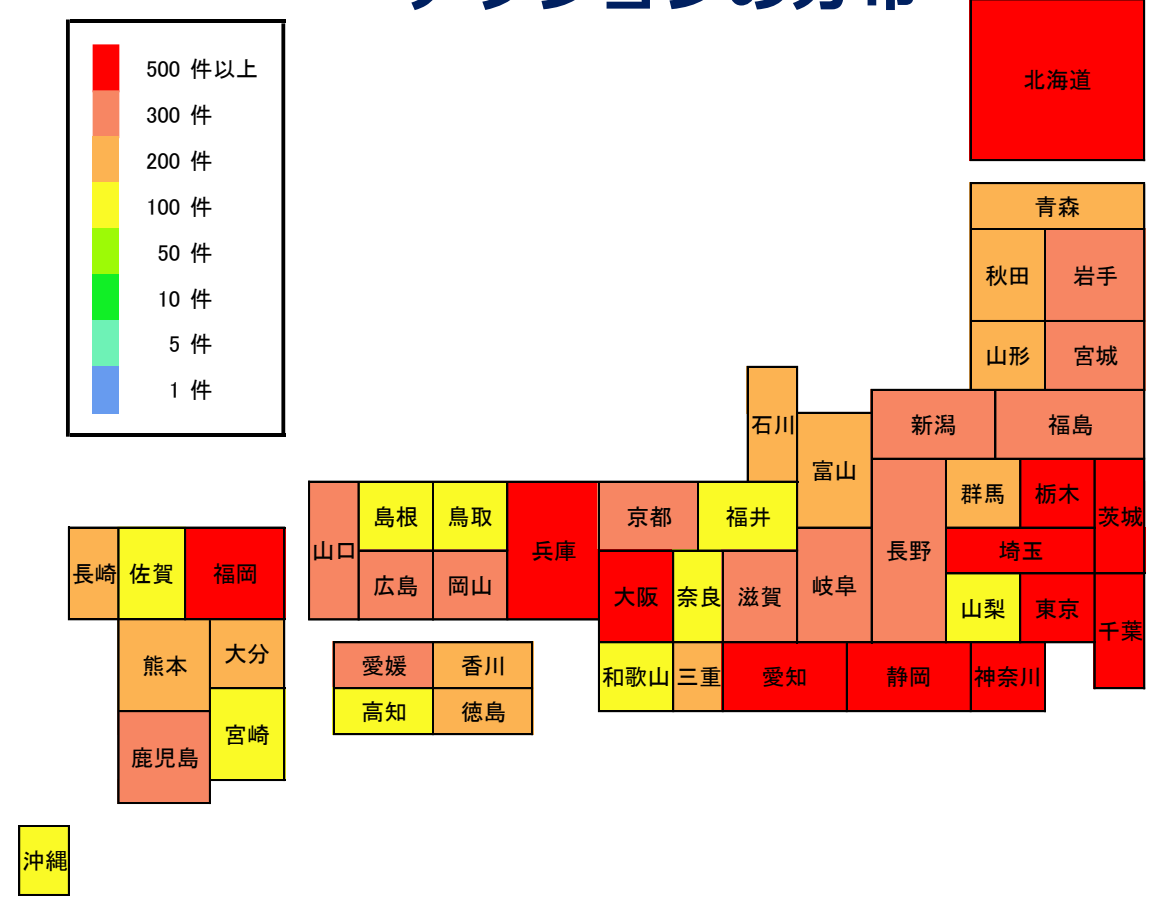 500 件以上
300 件
200 件
100 件
50 件
10 件
5 件
1 件
北海道
青森
秋田 岩手
山形 宮城
石川 新潟 福島
富山 群馬 栃木 茨城
山口 島根 鳥取 兵庫 京都 福井 長野 埼玉
長崎 佐賀 福岡 広島 岡山 大阪 奈良 滋賀 岐阜 山梨 東京 千葉
熊本 大分 愛媛 香川 和歌山 三重 愛知 静岡 神奈川
高知 徳島
鹿児島 宮崎
沖縄